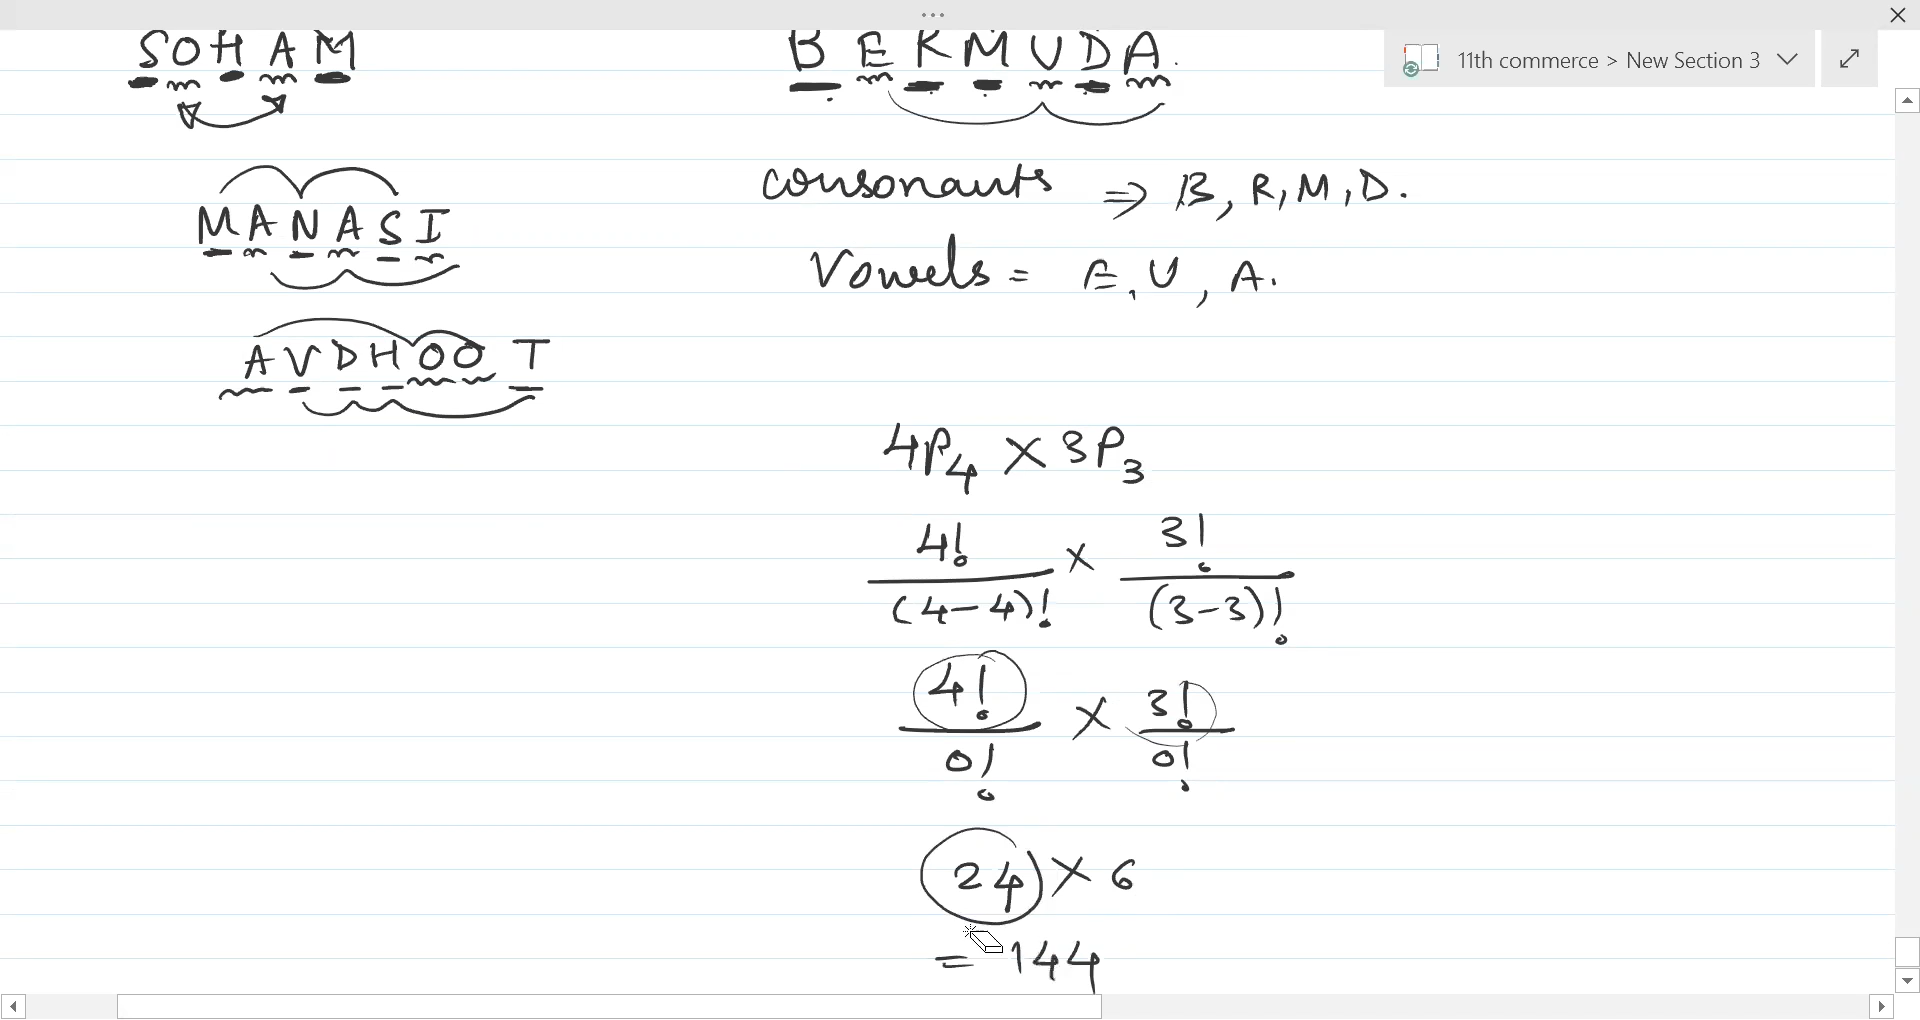 SOHAM
BERMUDA.
11th commerce > New Section 3
consonants ⇒ B, R, M, D.
MANASI
Vowels = E, U, A.
AVDHOOT
4P4 × 3P3
4! / (4-4)! × 3! / (3-3)!
4! / 0! × 3! / 0!
24 × 6
= 144